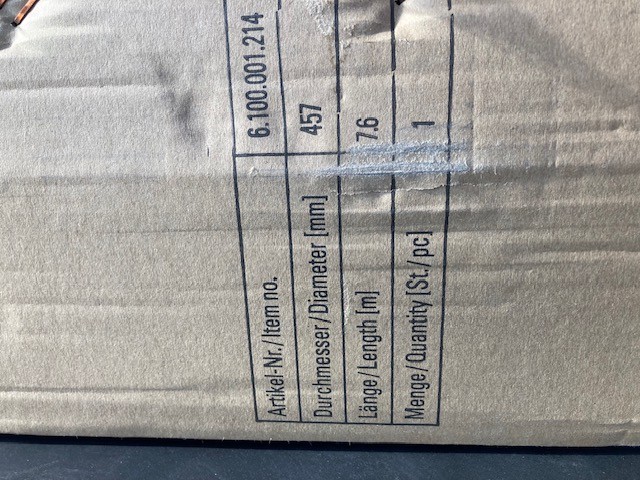 Artikel-Nr./Item no. 6.100.001.214
Durchmesser/Diameter [mm] 457
Länge/Length [m] 7.6
Menge/Quantity [St./pc] 1